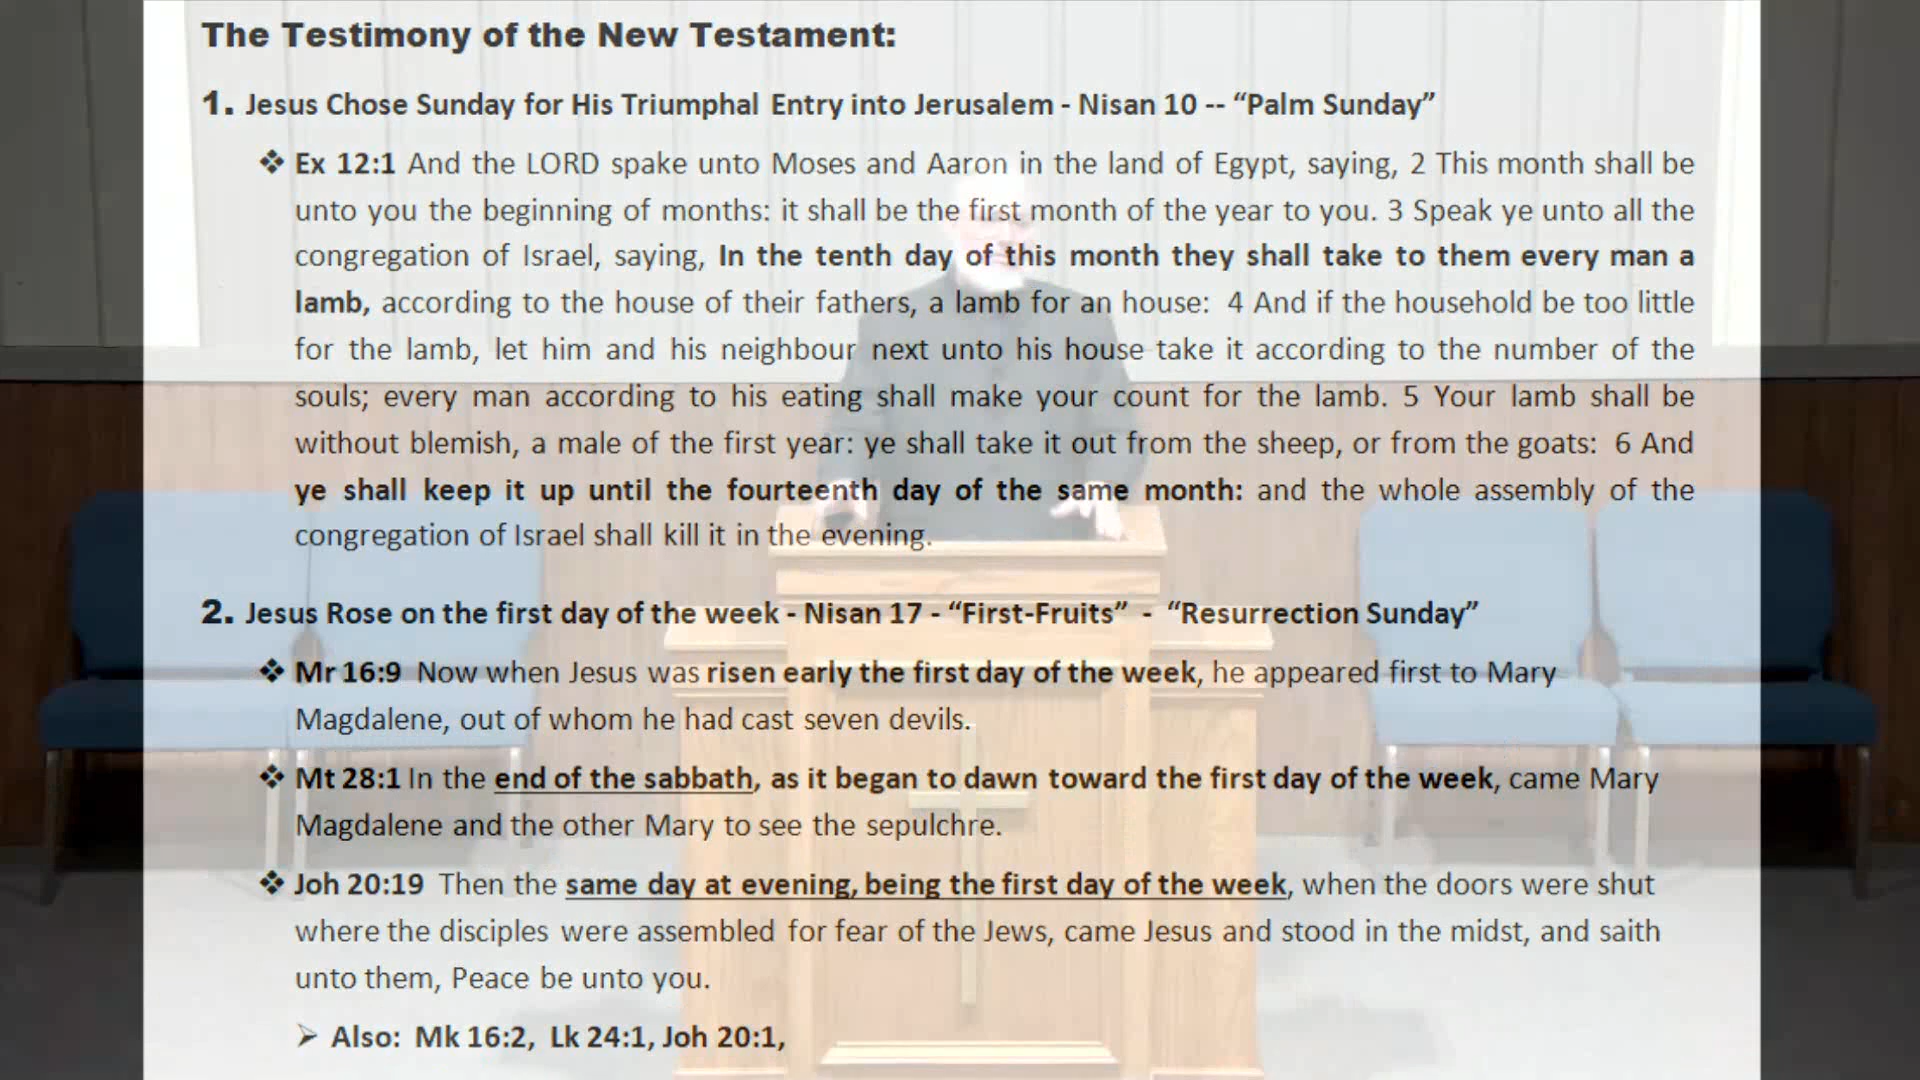 The Testimony of the New Testament:
1. Jesus Chose Sunday for His Triumphal Entry into Jerusalem - Nisan 10 -- “Palm Sunday”
❖ Ex 12:1 And the LORD spake unto Moses and Aaron in the land of Egypt, saying, 2 This month shall be
unto you the beginning of months: it shall be the first month of the year to you. 3 Speak ye unto all the
congregation of Israel, saying, In the tenth day of this month they shall take to them every man a
lamb, according to the house of their fathers, a lamb for an house: 4 And if the household be too little
for the lamb, let him and his neighbour next unto his house take it according to the number of the
souls; every man according to his eating shall make your count for the lamb. 5 Your lamb shall be
without blemish, a male of the first year: ye shall take it out from the sheep, or from the goats: 6 And
ye shall keep it up until the fourteenth day of the same month: and the whole assembly of the
congregation of Israel shall kill it in the evening.
2. Jesus Rose on the first day of the week - Nisan 17 - “First-Fruits” - “Resurrection Sunday”
❖ Mr 16:9 Now when Jesus was risen early the first day of the week, he appeared first to Mary
Magdalene, out of whom he had cast seven devils.
❖ Mt 28:1 In the end of the sabbath, as it began to dawn toward the first day of the week, came Mary
Magdalene and the other Mary to see the sepulchre.
❖ Joh 20:19 Then the same day at evening, being the first day of the week, when the doors were shut
where the disciples were assembled for fear of the Jews, came Jesus and stood in the midst, and saith
unto them, Peace be unto you.
➢ Also: Mk 16:2, Lk 24:1, Joh 20:1,